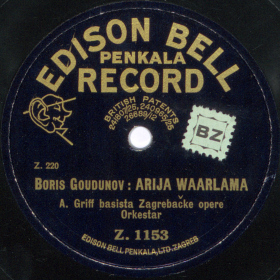 EDISON BELL
PENKALA
RECORD
BRITISH PATENTS
BZ
Z. 220
BORIS GOUDUNOV : ARIJA WAARLAMA
A. Griff basista Zagrebačke opere
Orkestar
Z. 1153
EDISON BELL PENKALA, LTD. ZAGREB